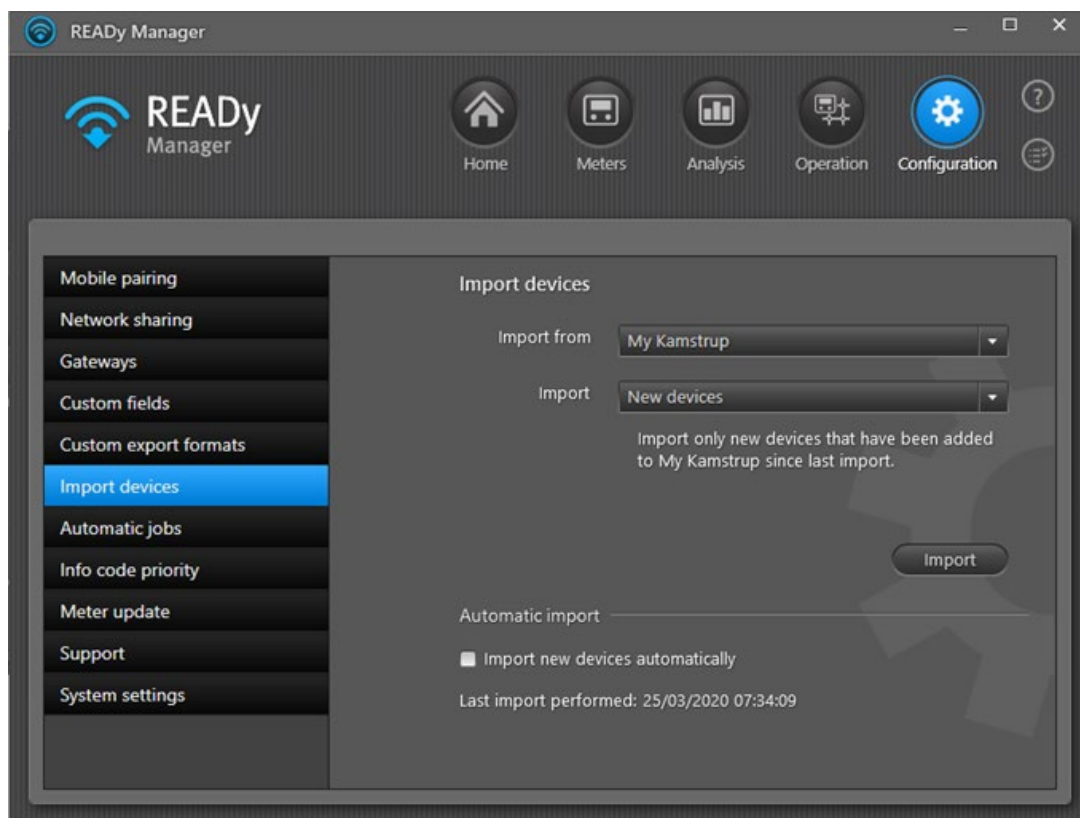 READy Manager
READy
Manager
Home
Meters
Analysis
Operation
Configuration
?
Mobile pairing
Network sharing
Gateways
Custom fields
Custom export formats
Import devices
Automatic jobs
Info code priority
Meter update
Support
System settings
Import devices
Import from
My Kamstrup
Import
New devices
Import only new devices that have been added
to My Kamstrup since last import.
Import
Automatic import
Import new devices automatically
Last import performed: 25/03/2020 07:34:09